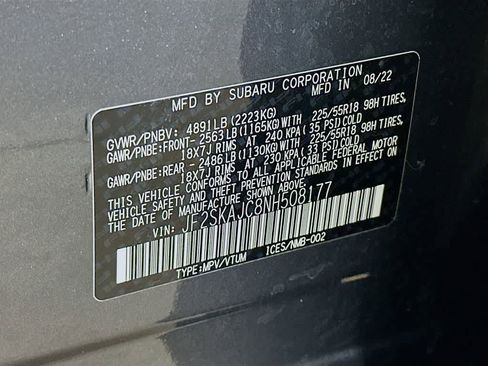 MFD BY SUBARU CORPORATION
MADE IN JAPAN 08/22
GVWR/PNBV: 4891LB (2223KG)
GAWR/PNBE:FRONT- 2563LB(1165KG)WITH 225/55R18 98H TIRES,
18X7J RIMS AT 240 KPA(35 PSI)COLD
GAWR/PNBE:REAR - 2486LB(1130KG)WITH 225/55R18 98H TIRES,
18X7J RIMS AT 230 KPA(33 PSI)COLD
THIS VEHICLE CONFORMS TO ALL APPLICABLE FEDERAL MOTOR
VEHICLE SAFETY AND THEFT PREVENTION STANDARDS IN EFFECT
ON THE DATE OF MANUFACTURE SHOWN ABOVE.
VIN: JF2SKAJC8NH508177
TYPE:MPV/VTUM ICES/NMB-002